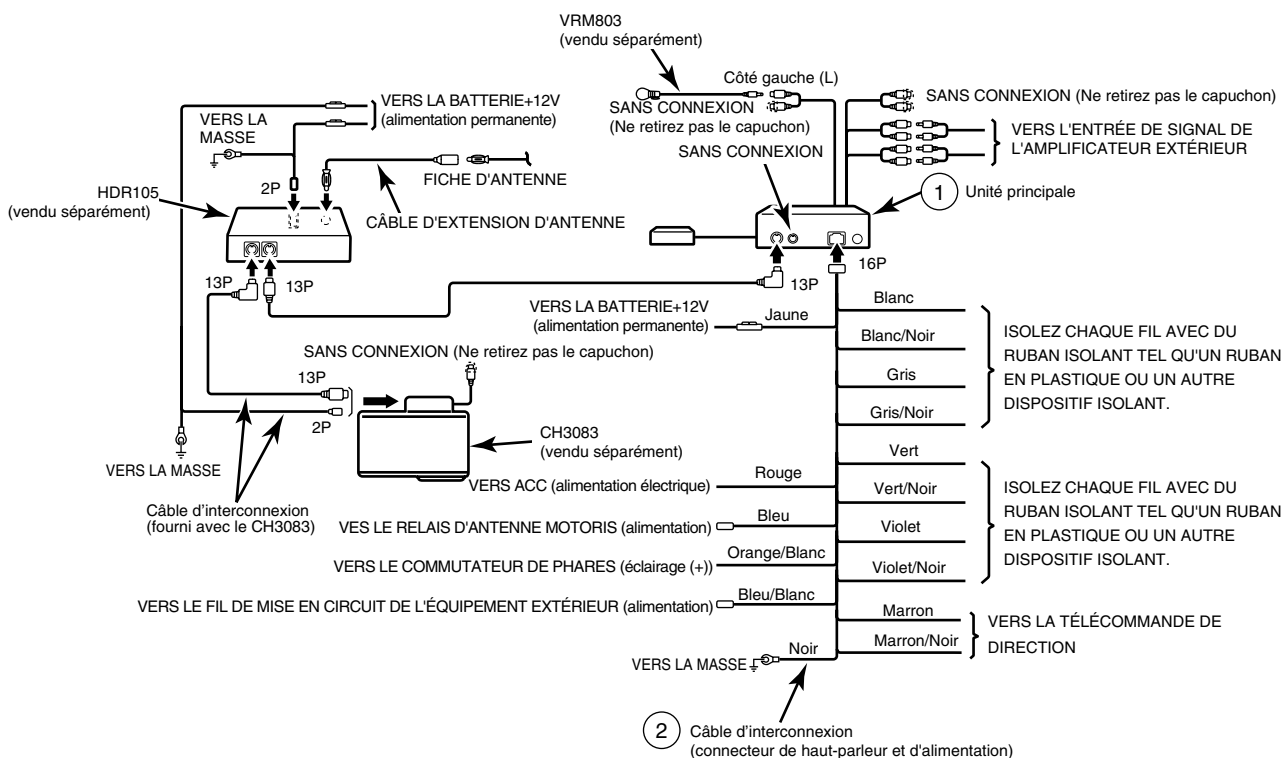 VRM803
(vendu séparément)
Côté gauche (L)
SANS CONNEXION
(Ne retirez pas le capuchon)
SANS CONNEXION
SANS CONNEXION (Ne retirez pas le capuchon)
VERS L'ENTRÉE DE SIGNAL DE
L'AMPLIFICATEUR EXTÉRIEUR
1 Unité principale
VERS LA BATTERIE+12V
(alimentation permanente)
VERS LA
MASSE
FICHE D'ANTENNE
2P
HDR105
(vendu séparément)
CÂBLE D'EXTENSION D'ANTENNE
13P
13P
13P
16P
VERS LA BATTERIE+12V
(alimentation permanente)
Jaune
SANS CONNEXION (Ne retirez pas le capuchon)
13P
2P
CH3083
(vendu séparément)
VERS LA MASSE
Câble d'interconnexion
(fourni avec le CH3083)
Blanc
Blanc/Noir
Gris
Gris/Noir
ISOLEZ CHAQUE FIL AVEC DU
RUBAN ISOLANT TEL QU'UN RUBAN
EN PLASTIQUE OU UN AUTRE
DISPOSITIF ISOLANT.
Vert
Vert/Noir
Violet
Violet/Noir
ISOLEZ CHAQUE FIL AVEC DU
RUBAN ISOLANT TEL QU'UN RUBAN
EN PLASTIQUE OU UN AUTRE
DISPOSITIF ISOLANT.
VERS ACC (alimentation électrique)
Rouge
VES LE RELAIS D'ANTENNE MOTORIS (alimentation)
Bleu
VERS LE COMMUTATEUR DE PHARES (éclairage (+))
Orange/Blanc
VERS LE FIL DE MISE EN CIRCUIT DE L'ÉQUIPEMENT EXTÉRIEUR (alimentation)
Bleu/Blanc
Marron
Marron/Noir
VERS LA TÉLÉCOMMANDE DE
DIRECTION
VERS LA MASSE
Noir
2 Câble d'interconnexion
(connecteur de haut-parleur et d'alimentation)